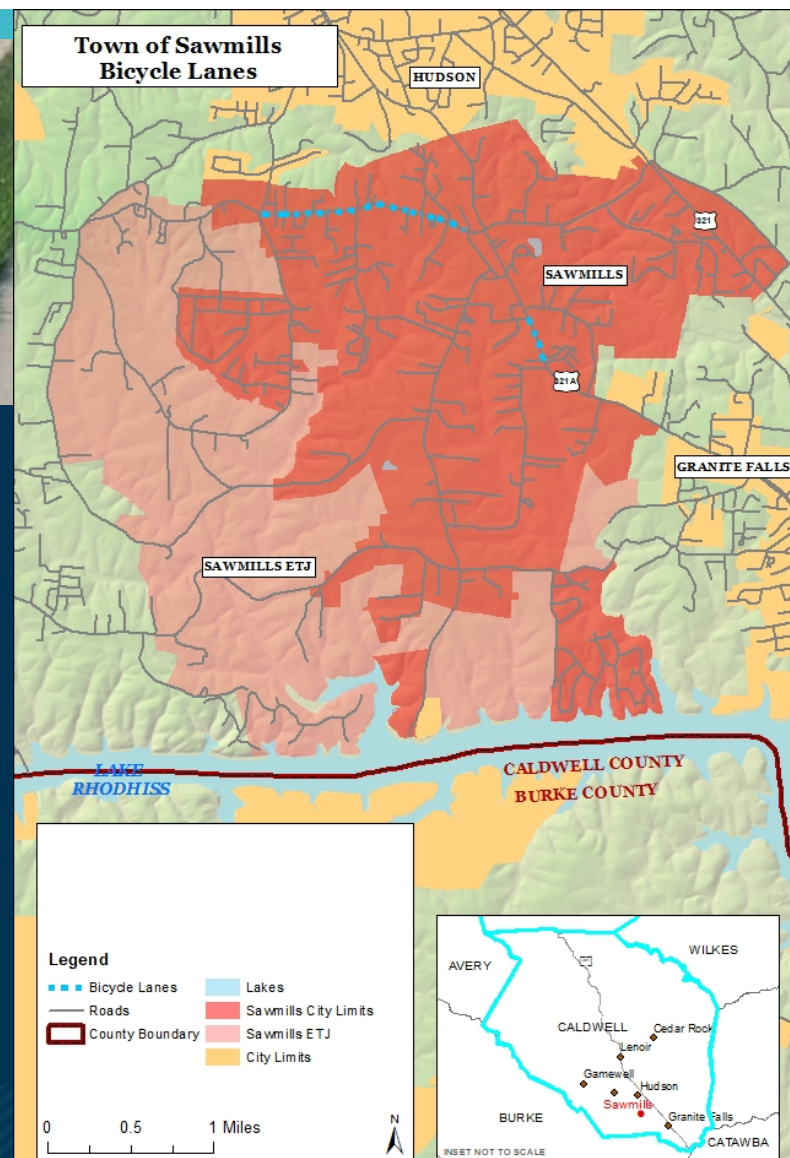 Town of Sawmills
Bicycle Lanes
HUDSON
321
SAWMILLS
321A
GRANITE FALLS
SAWMILLS ETJ
LAKE
RHODHISS
CALDWELL COUNTY
BURKE COUNTY
Legend
Bicycle Lanes
Roads
County Boundary
Lakes
Sawmills City Limits
Sawmills ETJ
City Limits
0 0.5 1 Miles
N
AVERY
WILKES
CALDWELL
Cedar Rock
Lenoir
Gamewell
Hudson
Sawmills
Granite Falls
BURKE
CATAWBA
INSET NOT TO SCALE